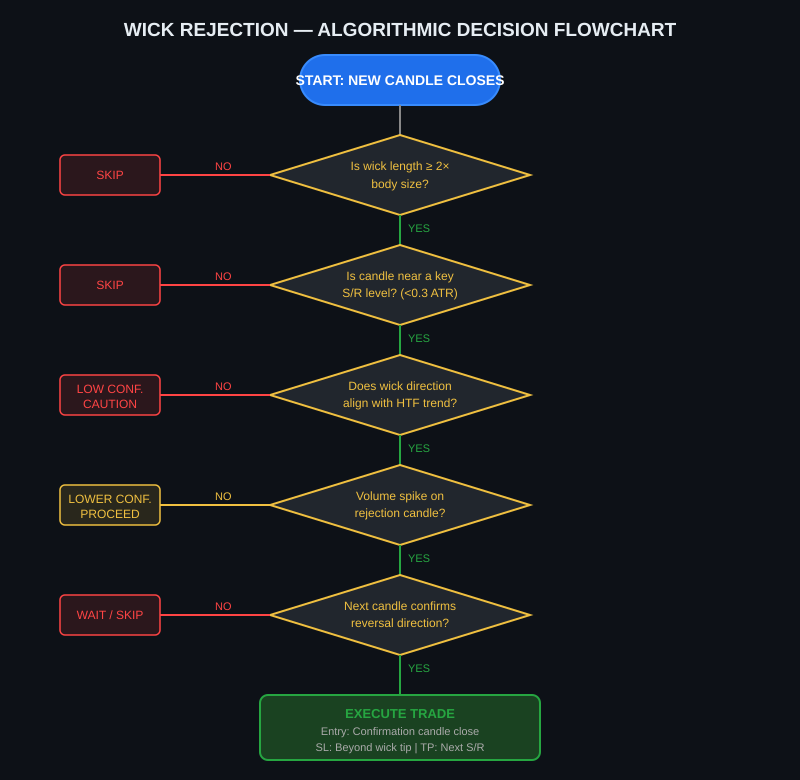 WICK REJECTION — ALGORITHMIC DECISION FLOWCHART
START: NEW CANDLE CLOSES
Is wick length ≥ 2×
body size?
NO
SKIP
YES
Is candle near a key
S/R level? (<0.3 ATR)
NO
SKIP
YES
Does wick direction
align with HTF trend?
NO
LOW CONF.
CAUTION
YES
Volume spike on
rejection candle?
NO
LOWER CONF.
PROCEED
YES
Next candle confirms
reversal direction?
NO
WAIT / SKIP
YES
EXECUTE TRADE
Entry: Confirmation candle close
SL: Beyond wick tip | TP: Next S/R